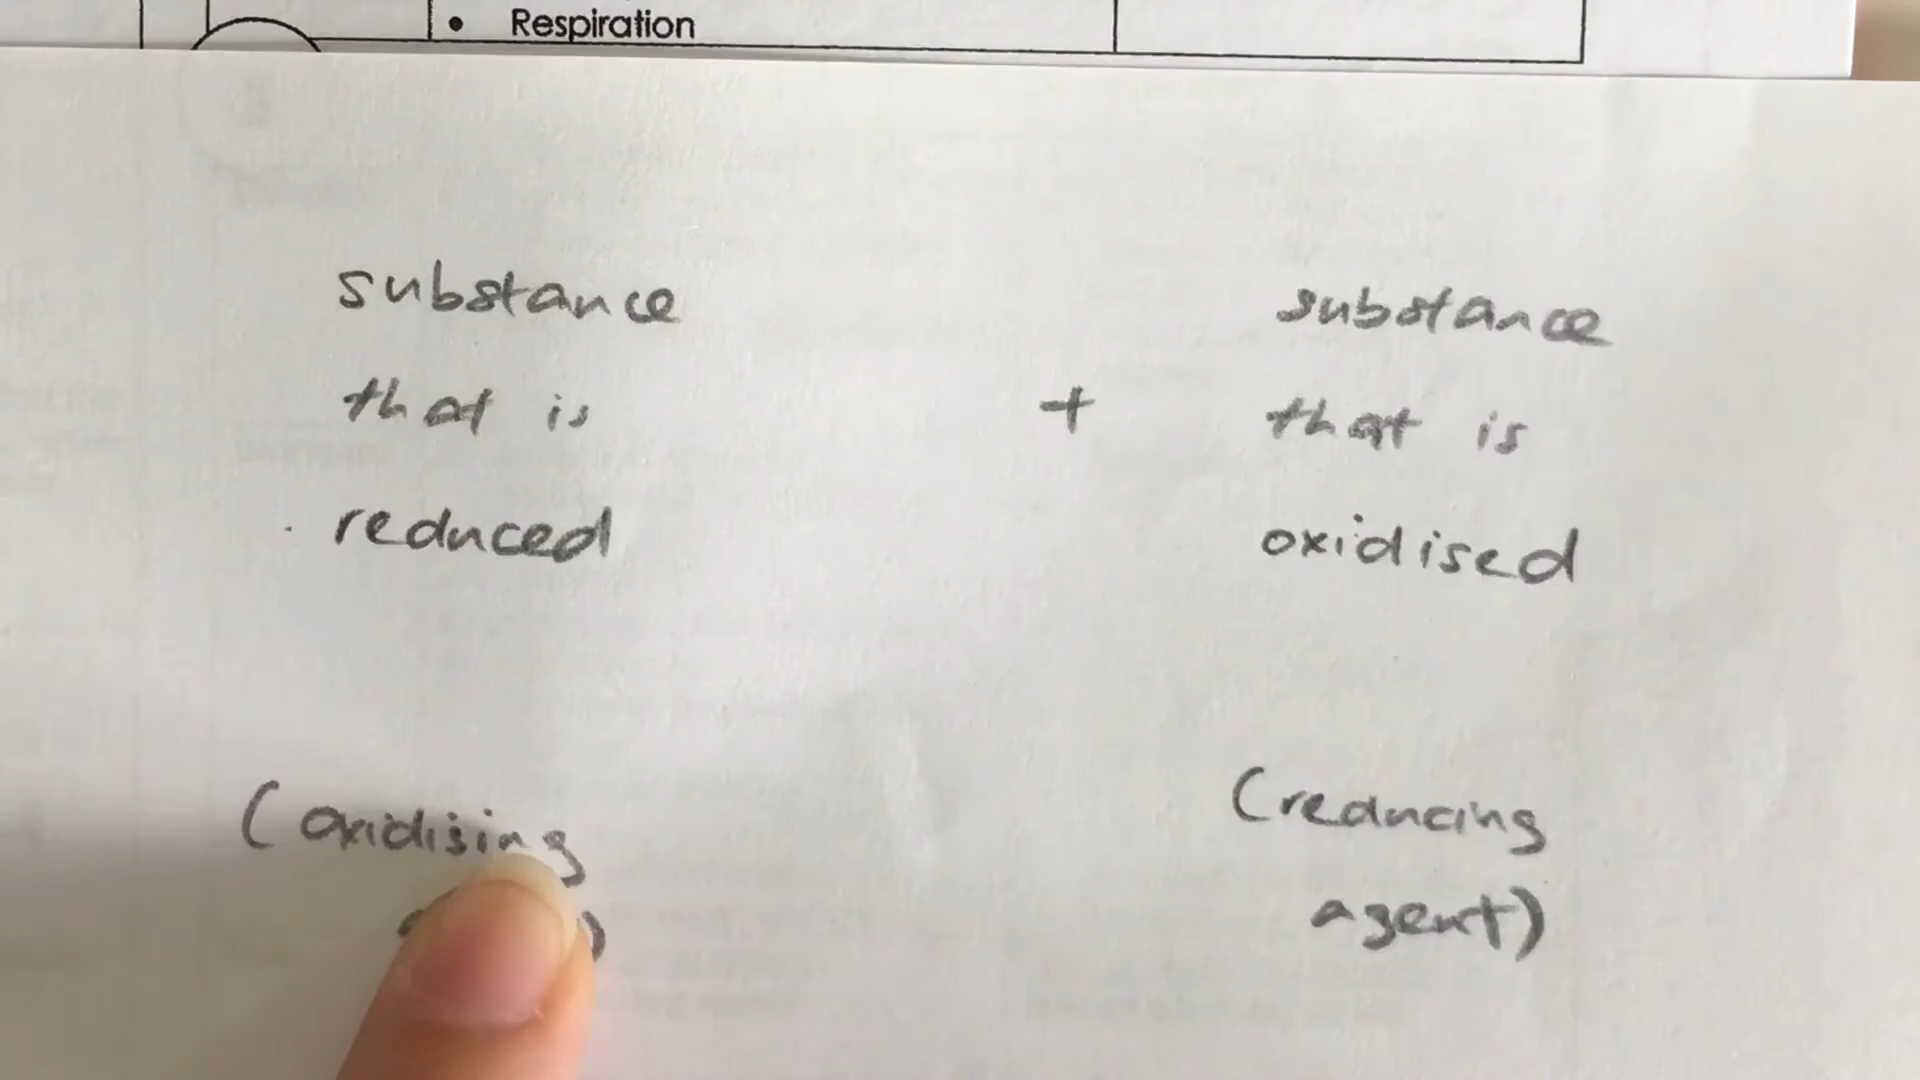 • Respiration
substance
that is
reduced
+
substance
that is
oxidised
(oxidising
)
(reducing
agent)